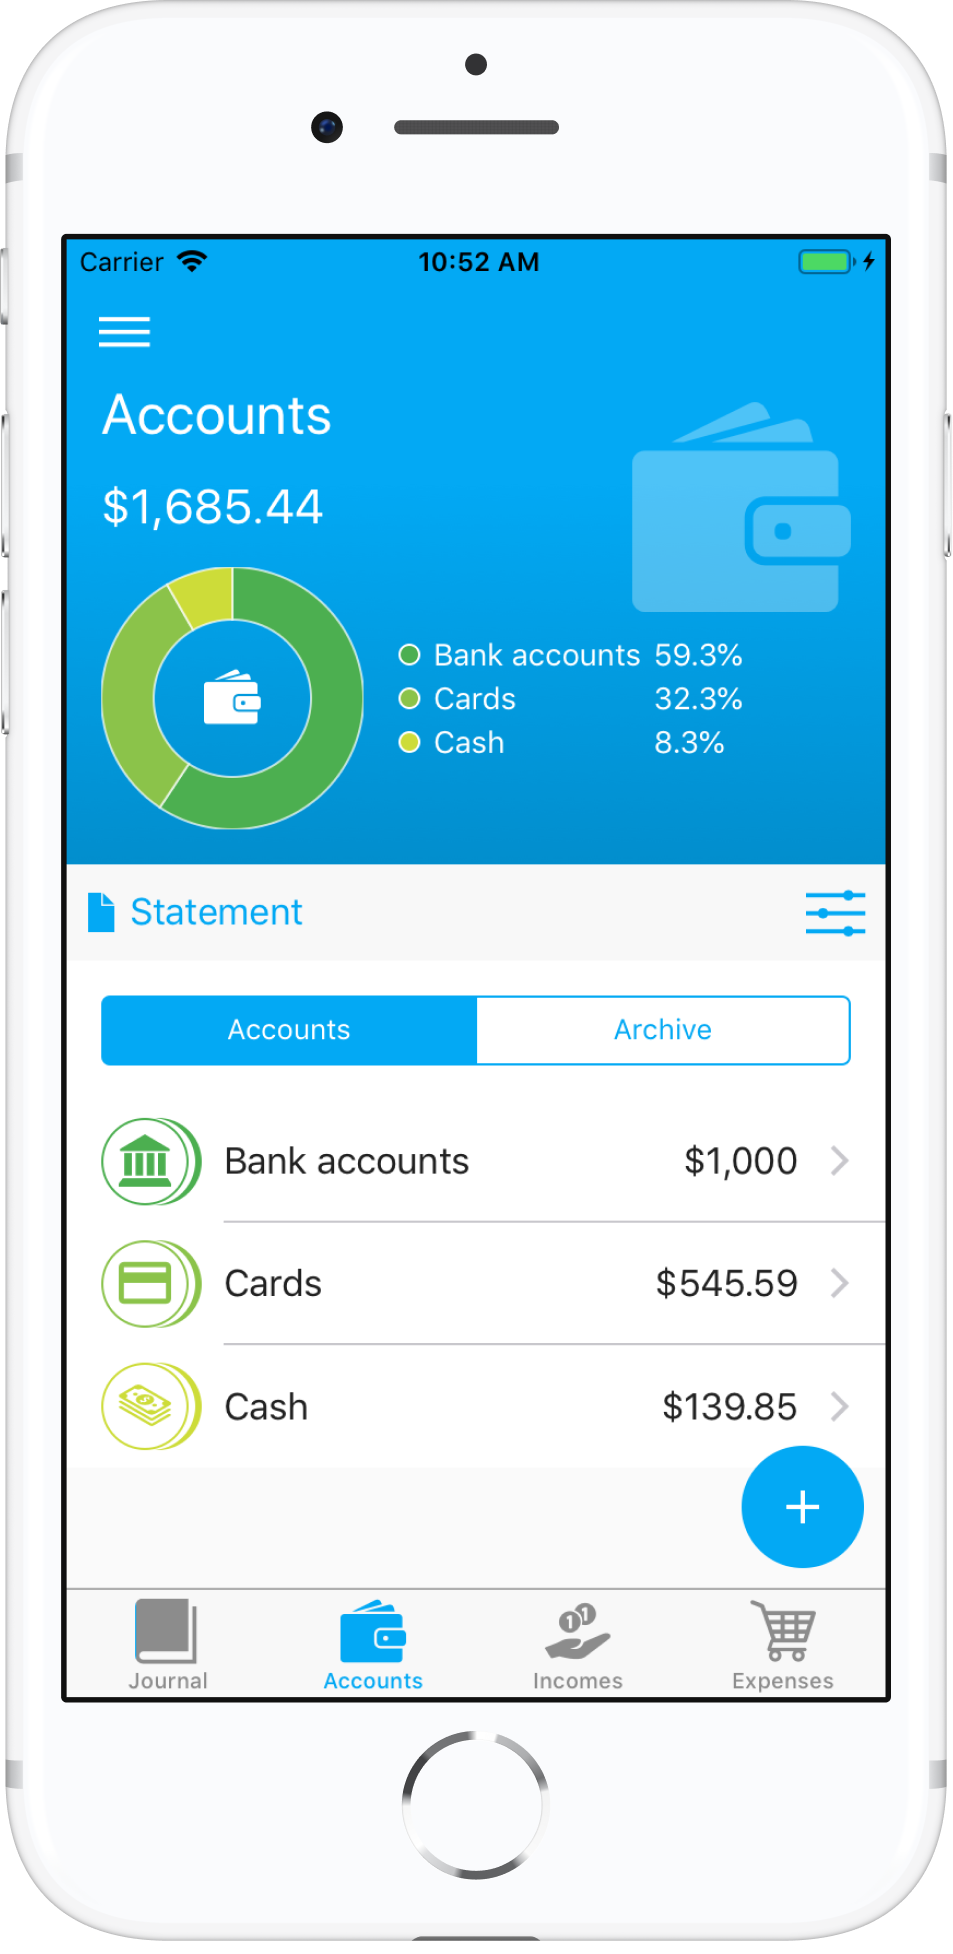 Carrier 10:52 AM
Accounts
$1,685.44
Bank accounts 59.3%
Cards 32.3%
Cash 8.3%
Statement
Accounts Archive
Bank accounts $1,000
Cards $545.59
Cash $139.85
+
Journal Accounts Incomes Expenses